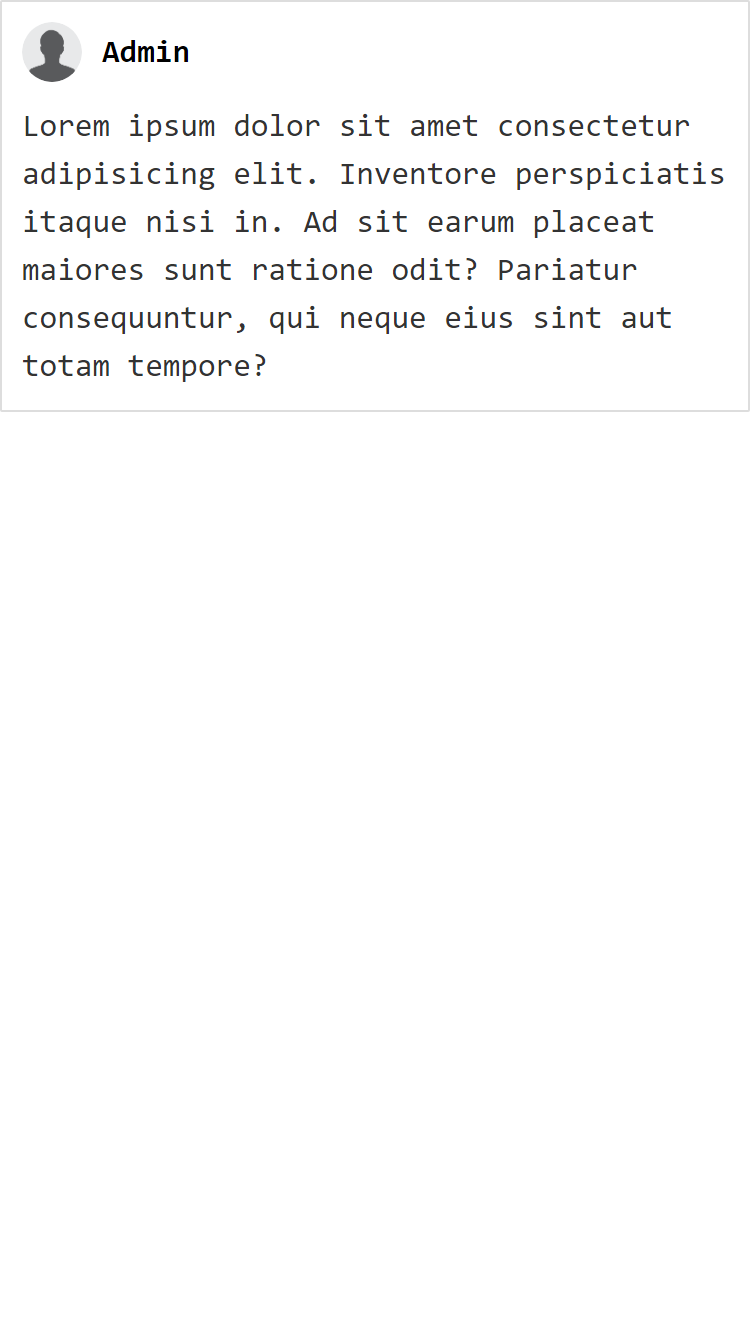 Admin
Lorem ipsum dolor sit amet consectetur
adipisicing elit. Inventore perspiciatis
itaque nisi in. Ad sit earum placeat
maiores sunt ratione odit? Pariatur
consequuntur, qui neque eius sint aut
totam tempore?